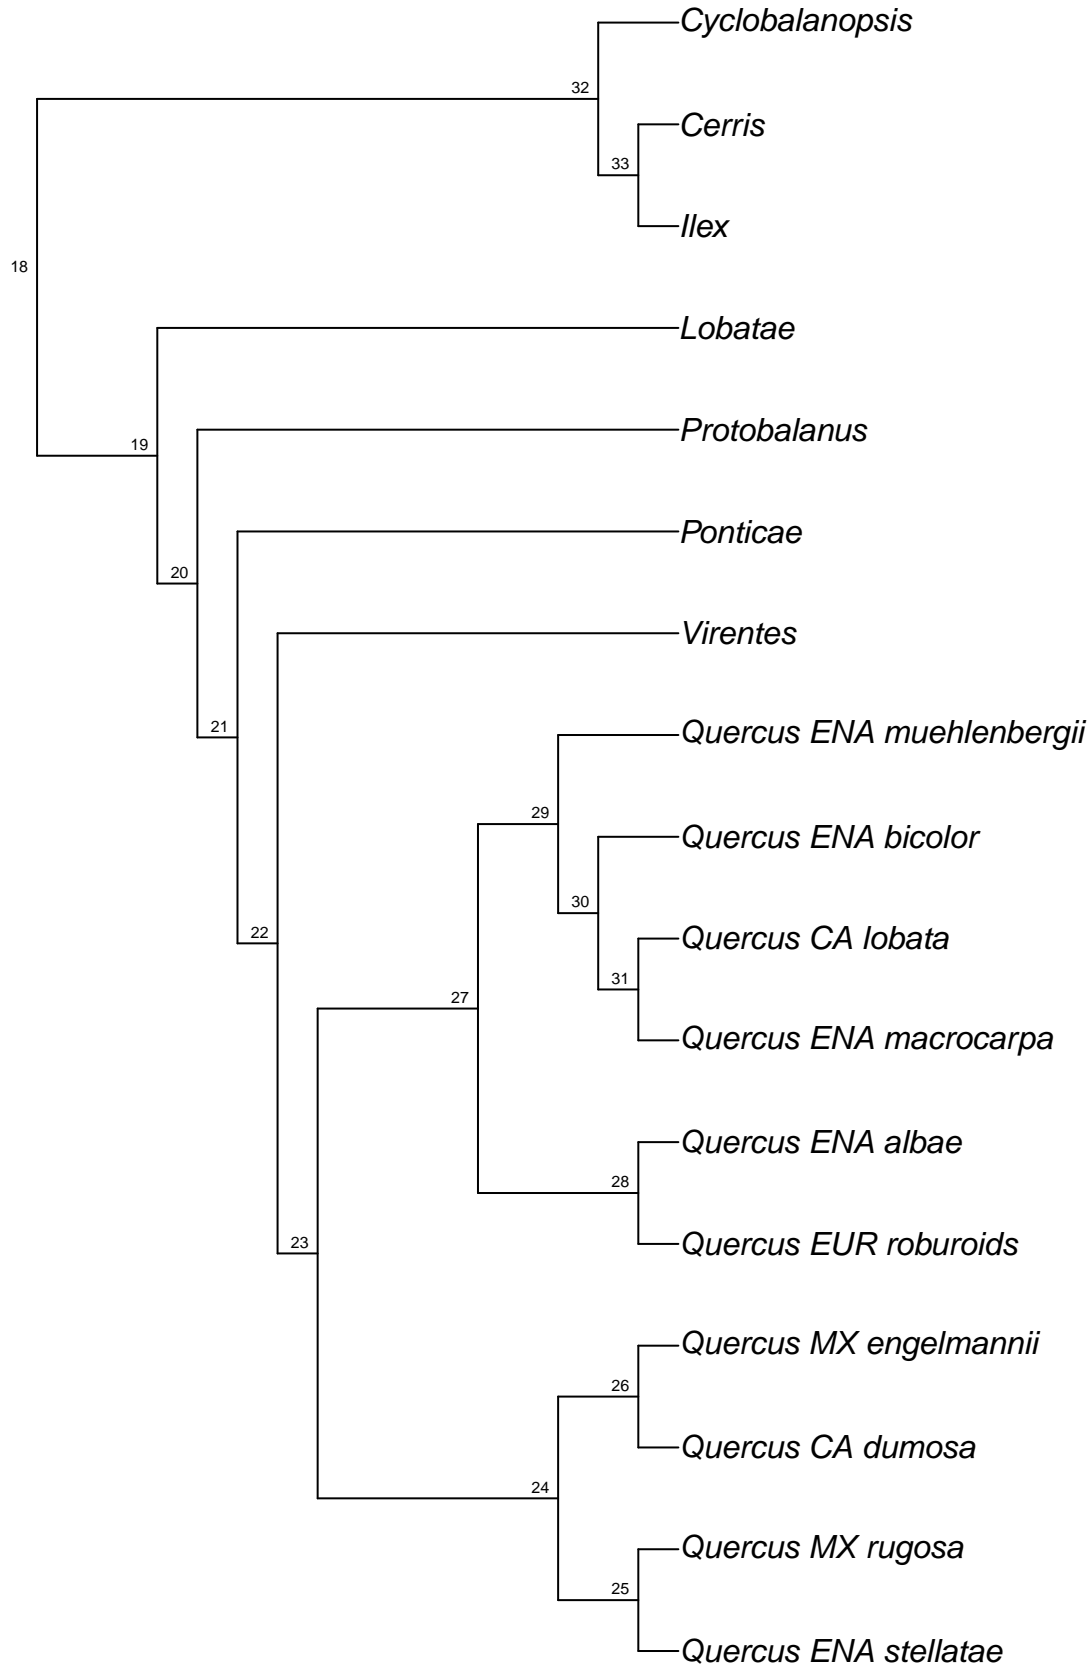 Cyclobalanopsis
32
Cerris
33
Ilex
18
Lobatae
Protobalanus
19
Ponticae
20
Virentes
21
Quercus ENA muehlenbergii
29
Quercus ENA bicolor
30
22
Quercus CA lobata
31
27
Quercus ENA macrocarpa
Quercus ENA albae
28
23
Quercus EUR roburoids
Quercus MX engelmannii
26
Quercus CA dumosa
24
Quercus MX rugosa
25
Quercus ENA stellatae